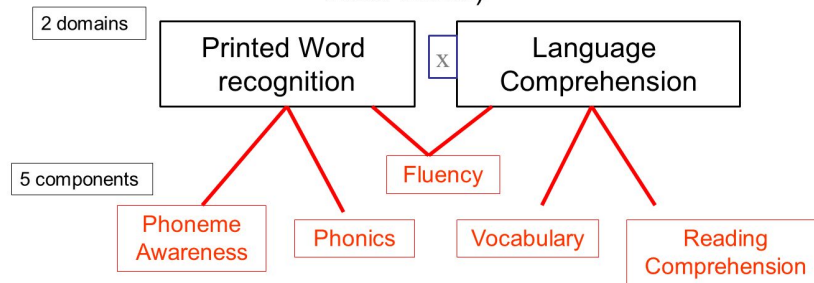 2 domains
Printed Word
recognition
x
Language
Comprehension
Fluency
5 components
Phoneme
Awareness
Phonics
Vocabulary
Reading
Comprehension